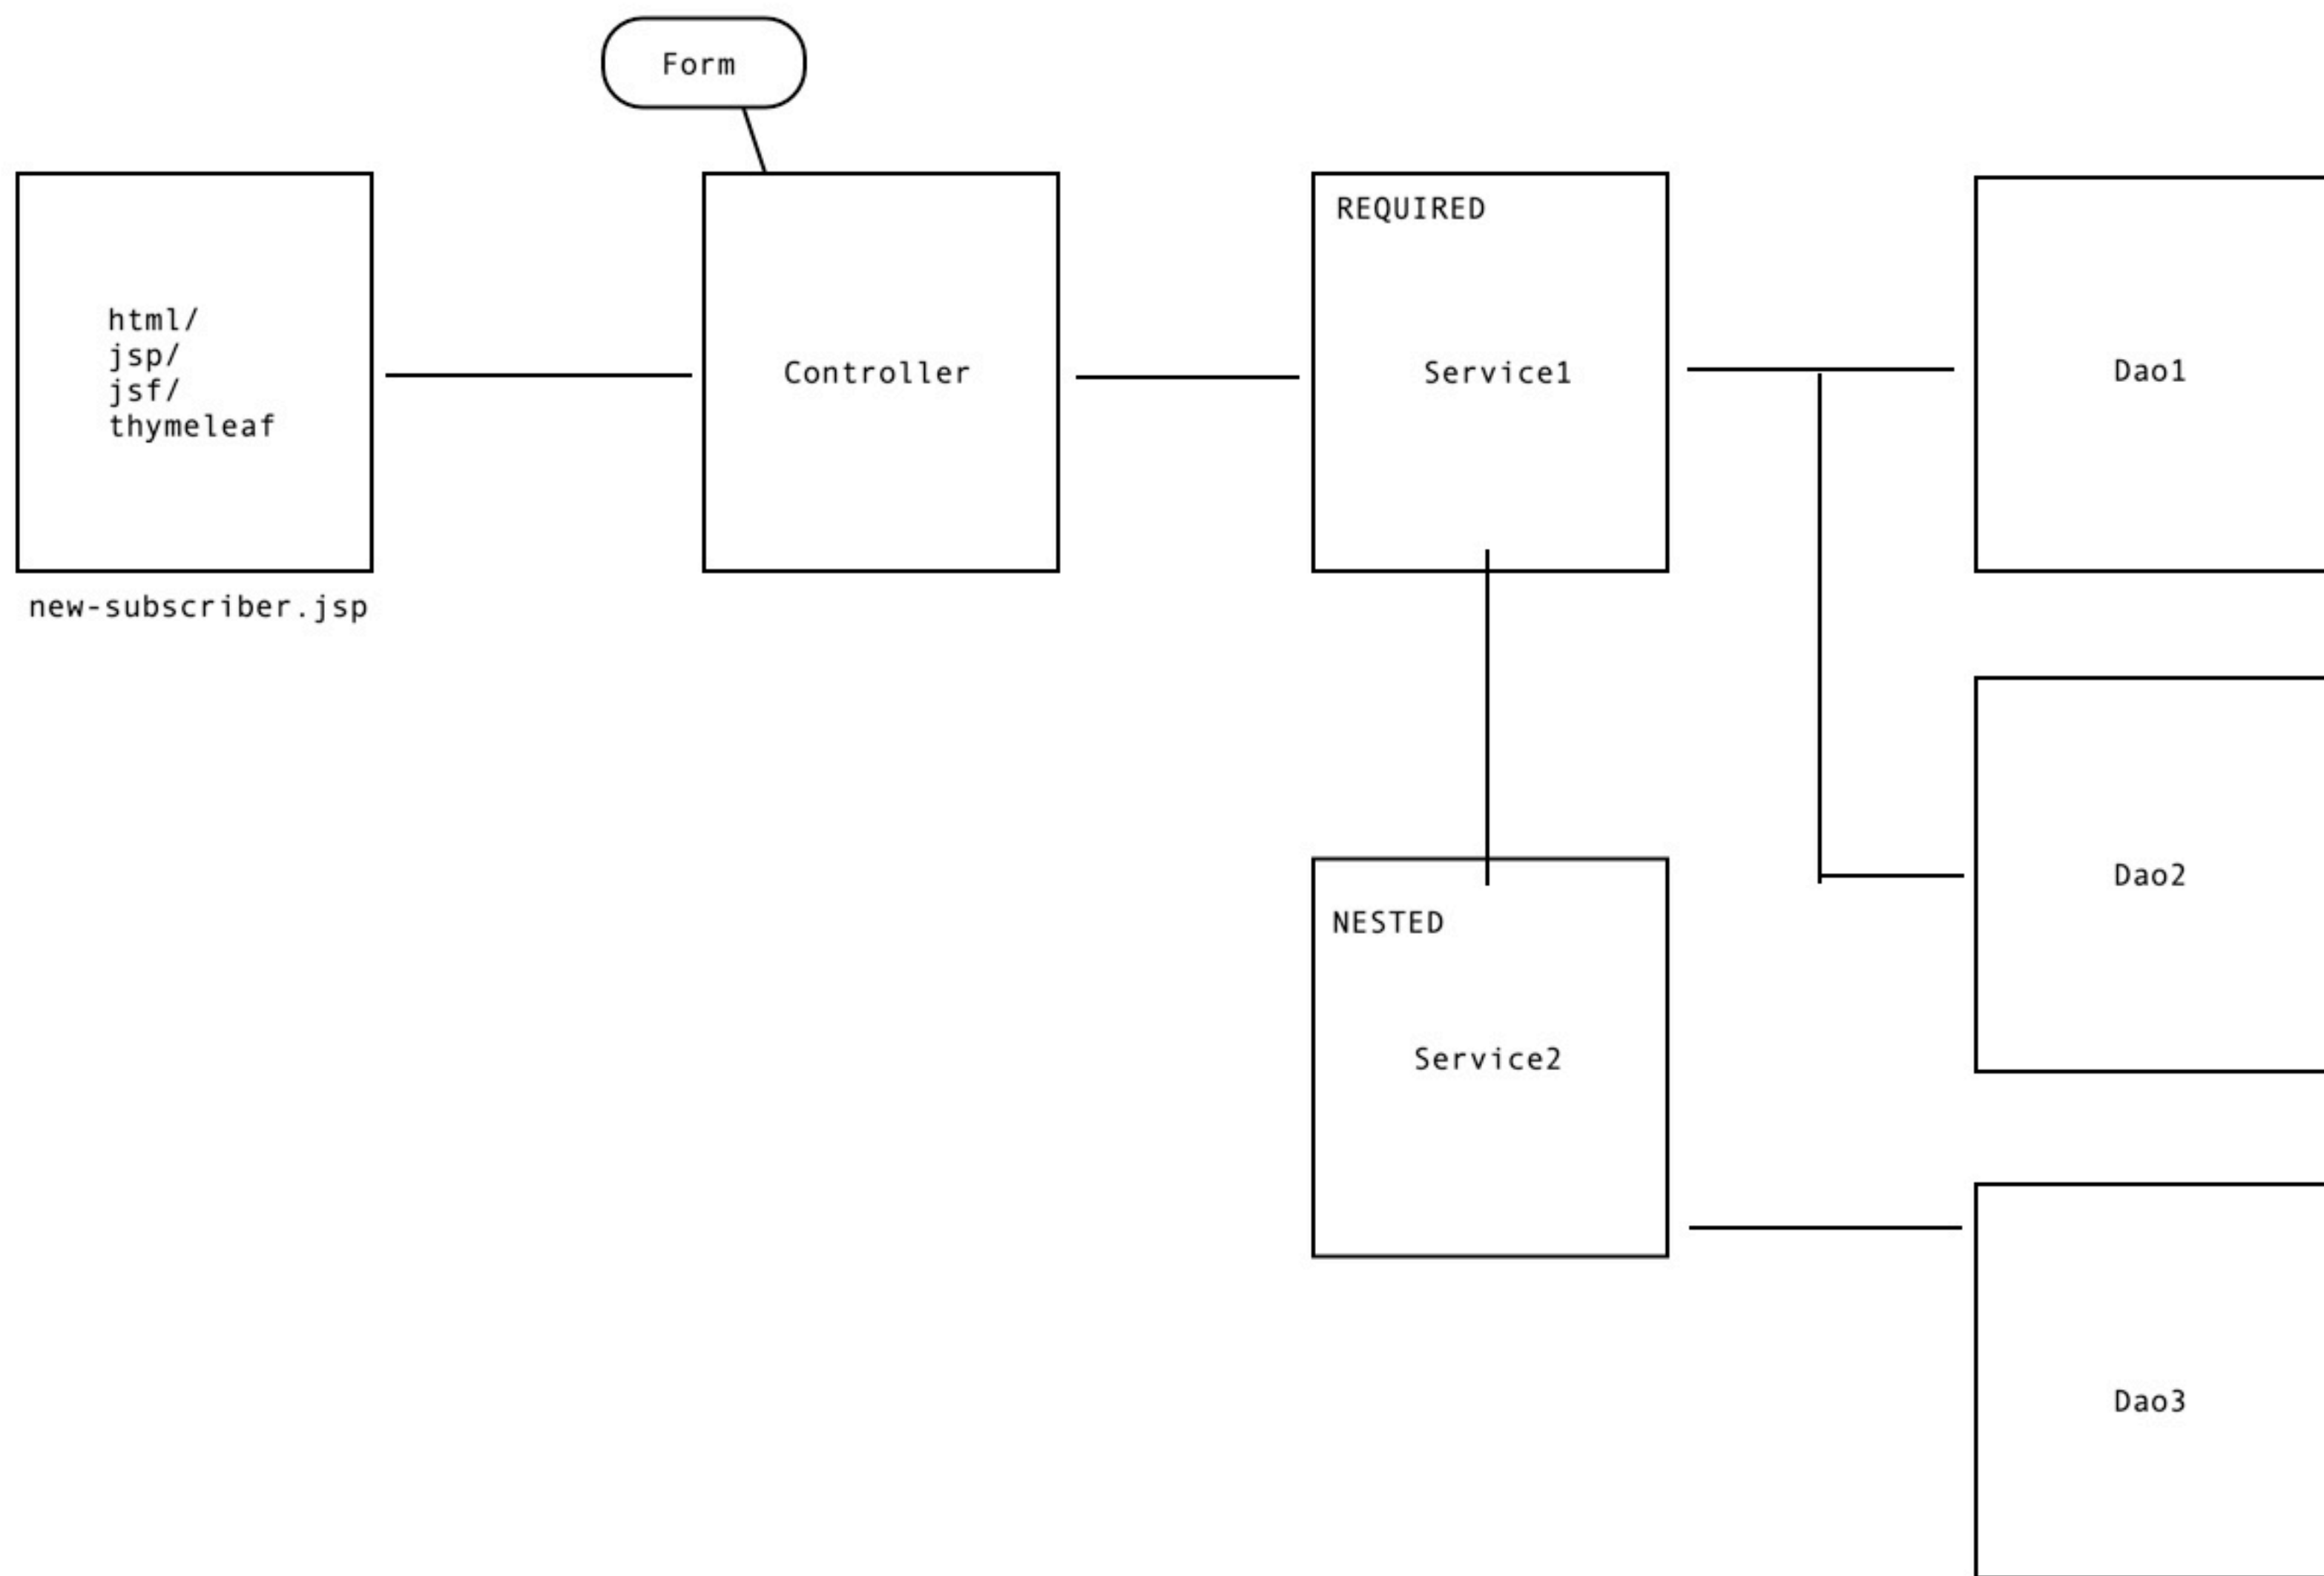 Form
html/
jsp/
jsf/
thymeleaf
new-subscriber.jsp
Controller
REQUIRED
Service1
Dao1
Dao2
NESTED
Service2
Dao3